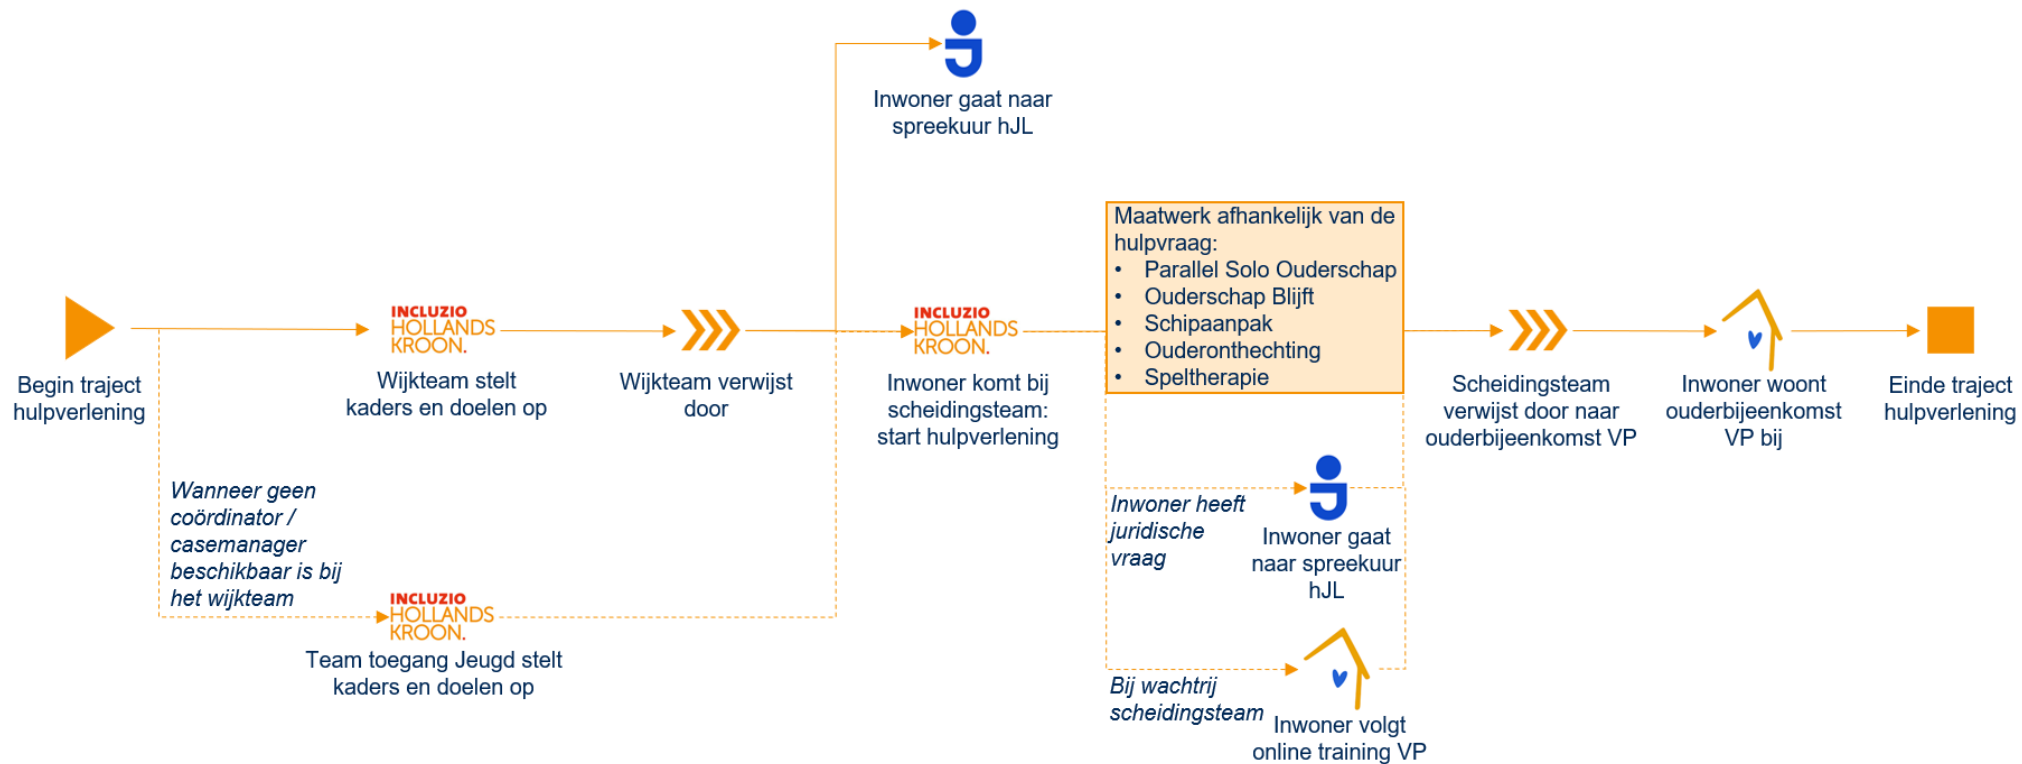 Inwoner gaat naar
spreekuur hJL
Begin traject
hulpverlening
INCLUZIO
HOLLANDS
KROON.
Wijkteam stelt
kaders en doelen op
Wijkteam verwijst
door
INCLUZIO
HOLLANDS
KROON.
Inwoner komt bij
scheidingsteam:
start hulpverlening
Maatwerk afhankelijk van de
hulpvraag:
• Parallel Solo Ouderschap
• Ouderschap Blijft
• Schipaanpak
• Ouderonthechting
• Speltherapie
Scheidingsteam
verwijst door naar
ouderbijeenkomst VP
Inwoner woont
ouderbijeenkomst
VP bij
Einde traject
hulpverlening
Wanneer geen
coördinator /
casemanager
beschikbaar is bij
het wijkteam
INCLUZIO
HOLLANDS
KROON.
Team toegang Jeugd stelt
kaders en doelen op
Inwoner heeft
juridische
vraag
Inwoner gaat
naar spreekuur
hJL
Bij wachtrij
scheidingsteam
Inwoner volgt
online training VP